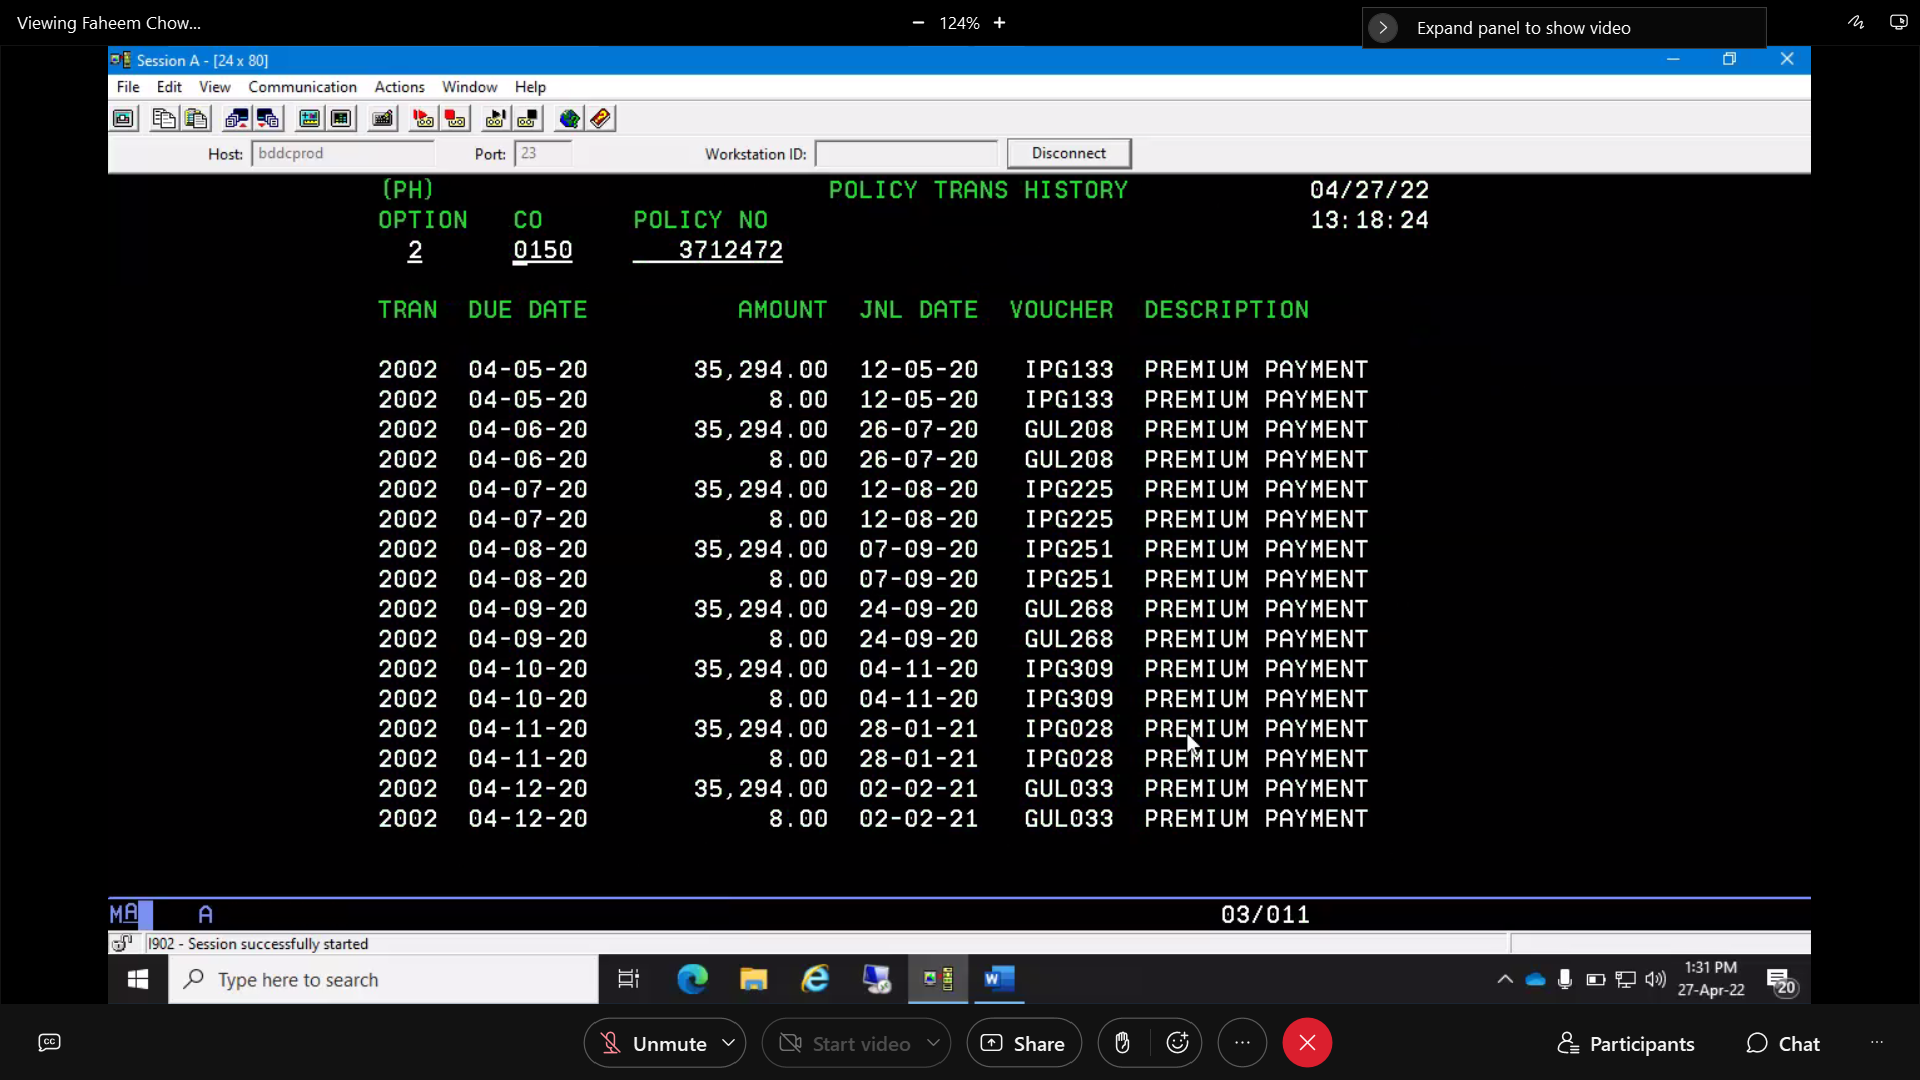 Viewing Faheem Chow...
124%
Expand panel to show video
Session A - [24 x 80]
File Edit View Communication Actions Window Help
Host: bddcprod Port: 23 Workstation ID: Disconnect
(PH) POLICY TRANS HISTORY 04/27/22
OPTION CO POLICY NO 13:18:24
2 0150 3712472
TRAN DUE DATE AMOUNT JNL DATE VOUCHER DESCRIPTION
2002 04-05-20 35,294.00 12-05-20 IPG133 PREMIUM PAYMENT
2002 04-05-20 8.00 12-05-20 IPG133 PREMIUM PAYMENT
2002 04-06-20 35,294.00 26-07-20 GUL208 PREMIUM PAYMENT
2002 04-06-20 8.00 26-07-20 GUL208 PREMIUM PAYMENT
2002 04-07-20 35,294.00 12-08-20 IPG225 PREMIUM PAYMENT
2002 04-07-20 8.00 12-08-20 IPG225 PREMIUM PAYMENT
2002 04-08-20 35,294.00 07-09-20 IPG251 PREMIUM PAYMENT
2002 04-08-20 8.00 07-09-20 IPG251 PREMIUM PAYMENT
2002 04-09-20 35,294.00 24-09-20 GUL268 PREMIUM PAYMENT
2002 04-09-20 8.00 24-09-20 GUL268 PREMIUM PAYMENT
2002 04-10-20 35,294.00 04-11-20 IPG309 PREMIUM PAYMENT
2002 04-10-20 8.00 04-11-20 IPG309 PREMIUM PAYMENT
2002 04-11-20 35,294.00 28-01-21 IPG028 PREMIUM PAYMENT
2002 04-11-20 8.00 28-01-21 IPG028 PREMIUM PAYMENT
2002 04-12-20 35,294.00 02-02-21 GUL033 PREMIUM PAYMENT
2002 04-12-20 8.00 02-02-21 GUL033 PREMIUM PAYMENT
MA A 03/011
I902 - Session successfully started
Type here to search
1:31 PM
27-Apr-22
20
CC Unmute Start video Share ... Participants Chat ...